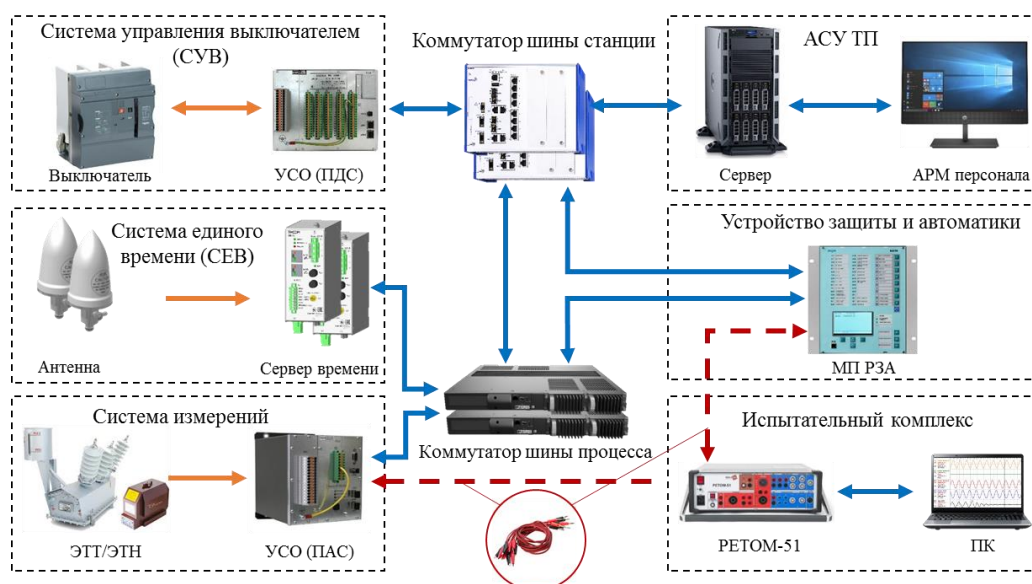 Система управления выключателем
(СУВ)
Выключатель
УСО (ПДС)
Коммутатор шины станции
АСУ ТП
Сервер
АРМ персонала
Система единого
времени (СЕВ)
Антенна
Сервер времени
Устройство защиты и автоматики
МП РЗА
Система измерений
ЭТТ/ЭТН
УСО (ПАС)
Коммутатор шины процесса
Испытательный комплекс
РЕТОМ-51
РЕТОМ-51
ПК